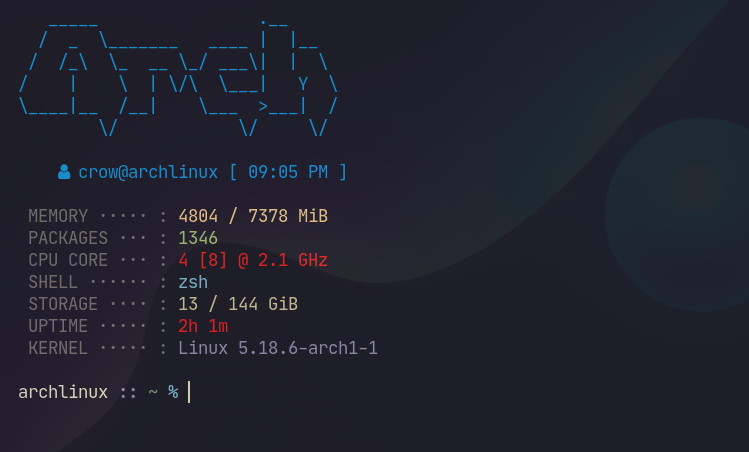 Arch
crow@archlinux [ 09:05 PM ]
MEMORY ····· : 4804 / 7378 MiB
PACKAGES ··· : 1346
CPU CORE ··· : 4 [8] @ 2.1 GHz
SHELL ······ : zsh
STORAGE ···· : 13 / 144 GiB
UPTIME ····· : 2h 1m
KERNEL ····· : Linux 5.18.6-arch1-1
archlinux :: ~ %